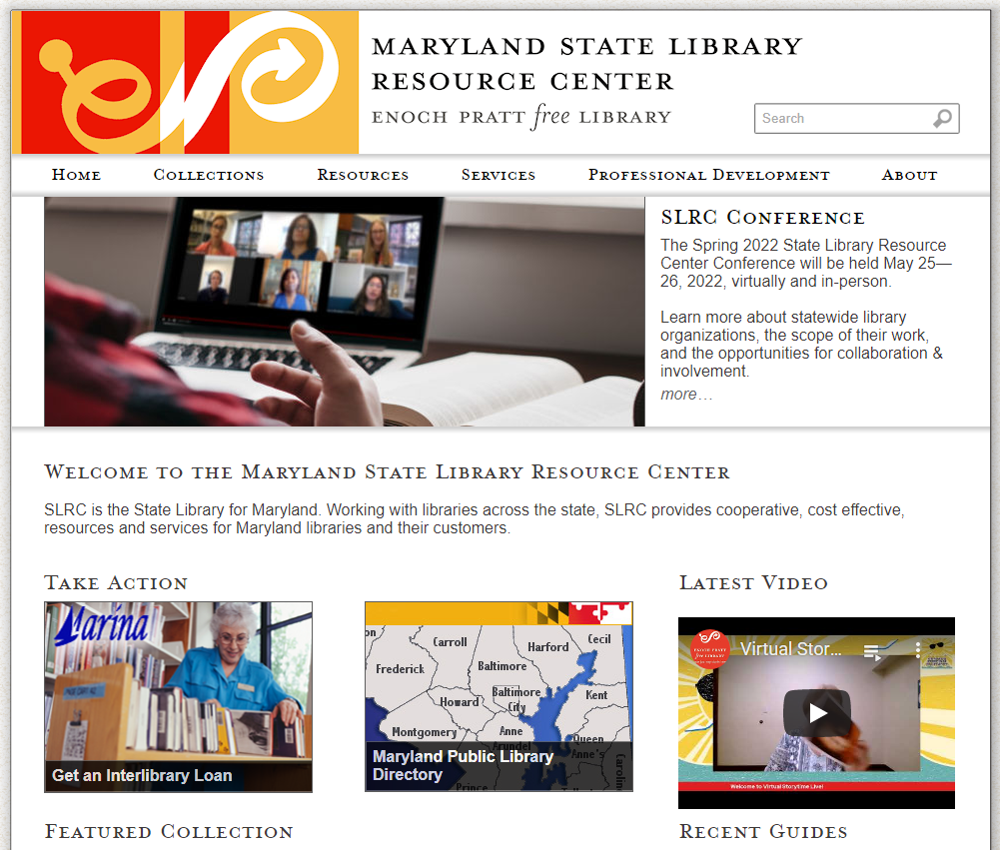 MARYLAND STATE LIBRARY
RESOURCE CENTER
ENOCH PRATT free LIBRARY
Search
HOME COLLECTIONS RESOURCES SERVICES PROFESSIONAL DEVELOPMENT ABOUT
SLRC CONFERENCE
The Spring 2022 State Library Resource
Center Conference will be held May 25—
26, 2022, virtually and in-person.
Learn more about statewide library
organizations, the scope of their work,
and the opportunities for collaboration &
involvement.
more…
WELCOME TO THE MARYLAND STATE LIBRARY RESOURCE CENTER
SLRC is the State Library for Maryland. Working with libraries across the state, SLRC provides cooperative, cost effective,
resources and services for Maryland libraries and their customers.
TAKE ACTION
Marina
Get an Interlibrary Loan
on Carroll Harford Cecil
Frederick Baltimore
Baltimore
City
Howard Kent
Montgomery Anne
Arundel
Queen
Anne's
Prince
Carolin
Maryland Public Library
Directory
LATEST VIDEO
ENOCH PRATT
free LIBRARY
Virtual Stor...
Welcome to Virtual Storytime Live!
FEATURED COLLECTION
RECENT GUIDES